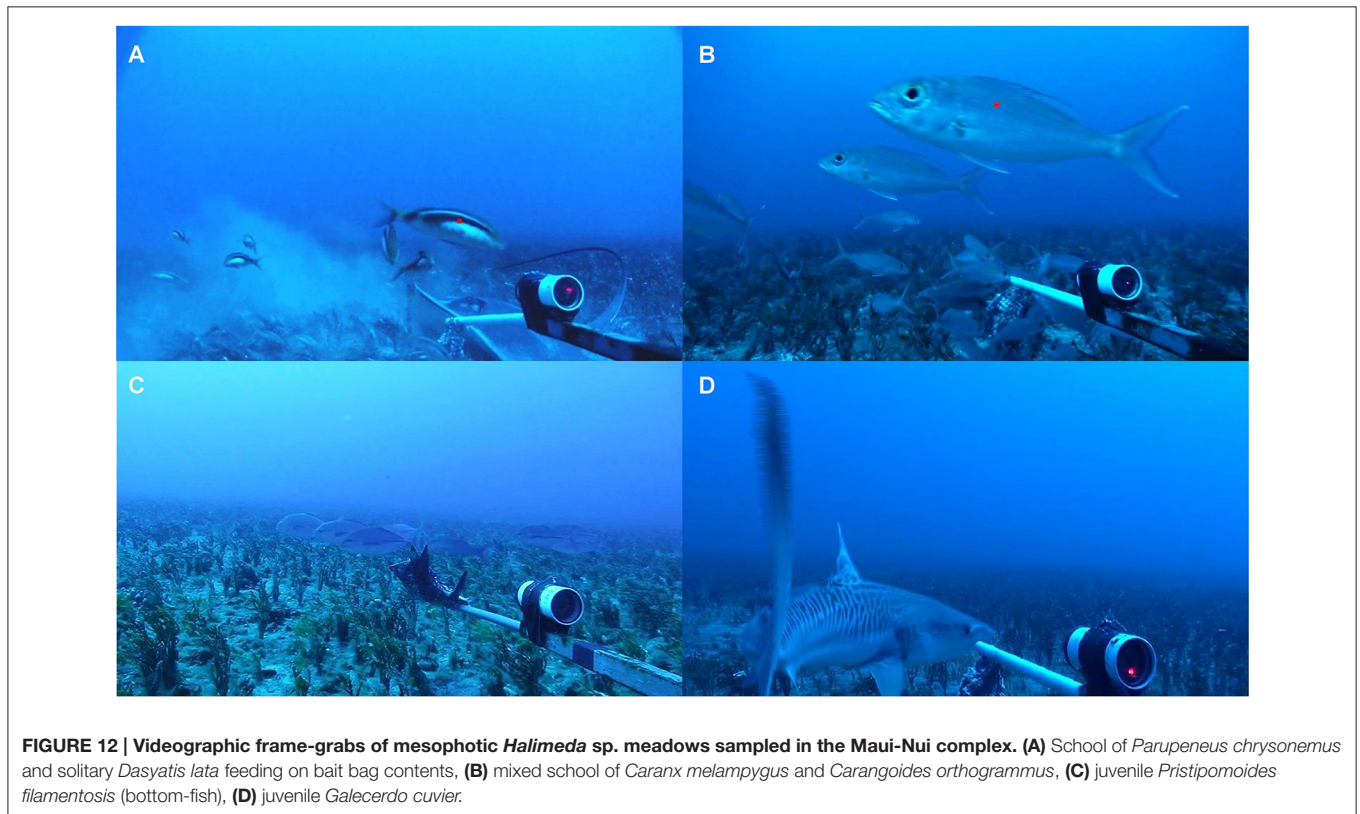 A
B
C
D
FIGURE 12 | Videographic frame-grabs of mesophotic Halimeda sp. meadows sampled in the Maui-Nui complex. (A) School of Parupeneus chrysonemus
and solitary Dasyatis lata feeding on bait bag contents, (B) mixed school of Caranx melampygus and Carangoides orthogrammus, (C) juvenile Pristipomoides
filamentosis (bottom-fish), (D) juvenile Galecerdo cuvier.